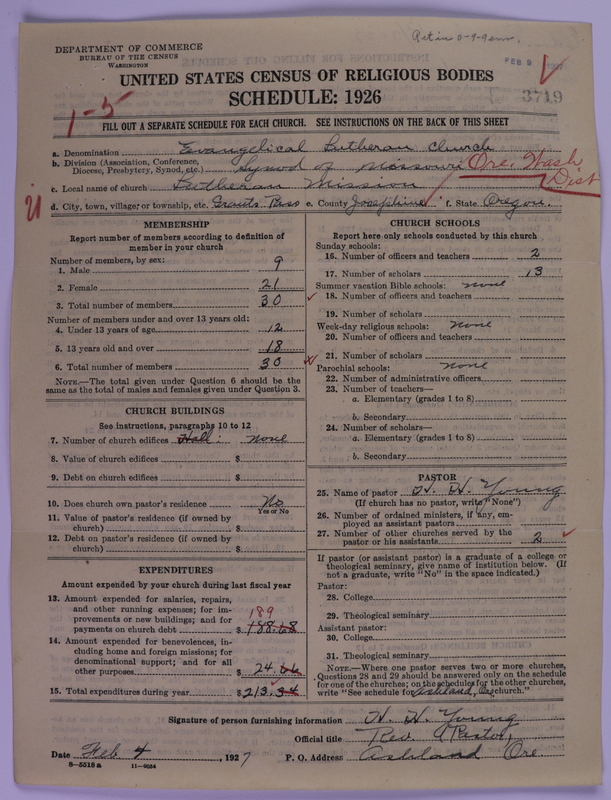 DEPARTMENT OF COMMERCE
BUREAU OF THE CENSUS
WASHINGTON
FEB 9
UNITED STATES CENSUS OF RELIGIOUS BODIES
SCHEDULE: 1926
3719
1-5
FILL OUT A SEPARATE SCHEDULE FOR EACH CHURCH. SEE INSTRUCTIONS ON THE BACK OF THIS SHEET
a. Denomination Evangelical Lutheran Church
b. Division (Association, Conference, Diocese, Presbytery, Synod, etc.) Synod of Missouri Ore. Wash Dist
c. Local name of church Lutheran Mission
d. City, town, village, or township, etc. Grants Pass e. County Josephine f. State Oregon.
MEMBERSHIP
Report number of members according to definition of
member in your church
Number of members, by sex:
1. Male 9
2. Female 21
3. Total number of members 30
Number of members under and over 13 years old:
4. Under 13 years of age 12
5. 13 years old and over 18
6. Total number of members 30
NOTE.—The total given under Question 6 should be the
same as the total of males and females given under Question 3.
CHURCH BUILDINGS
See instructions, paragraphs 10 to 12
7. Number of church edifices Hall: none
8. Value of church edifices $
9. Debt on church edifices $
10. Does church own pastor's residence No
Yes or No
11. Value of pastor's residence (if owned by
church) $
12. Debt on pastor's residence (if owned by
church) $
EXPENDITURES
Amount expended by your church during last fiscal year
13. Amount expended for salaries, repairs,
and other running expenses; for im-
provements or new buildings; and for 189
payments on church debt $ 188.68
14. Amount expended for benevolences, in-
cluding home and foreign missions; for
denominational support; and for all
other purposes $ 24.66
15. Total expenditures during year $ 213.34
CHURCH SCHOOLS
Report here only schools conducted by this church
Sunday schools:
16. Number of officers and teachers 2
17. Number of scholars 13
Summer vacation Bible schools: none
18. Number of officers and teachers
19. Number of scholars
Week-day religious schools: none
20. Number of officers and teachers
21. Number of scholars
Parochial schools: none
22. Number of administrative officers
23. Number of teachers—
a. Elementary (grades 1 to 8)
b. Secondary
24. Number of scholars—
a. Elementary (grades 1 to 8)
b. Secondary
PASTOR
25. Name of pastor H. H. Young
(If church has no pastor, write "None")
26. Number of ordained ministers, if any, em-
ployed as assistant pastors
27. Number of other churches served by the
pastor or his assistants 2
If pastor (or assistant pastor) is a graduate of a college or
theological seminary, give name of institution below. (If
not a graduate, write "No" in the space indicated.)
Pastor:
28. College
29. Theological seminary
Assistant pastor:
30. College
31. Theological seminary
NOTE.—Where one pastor serves two or more churches,
Questions 28 and 29 should be answered only on the schedule
for one of the churches; on the schedules for the other churches,
write "See schedule for Ashland, Ore. church."
Signature of person furnishing information H. H. Young
Official title Rev. (Pastor)
Date Feb 4, 1927 P. O. Address Ashland Ore.
8—5518a 11—9264